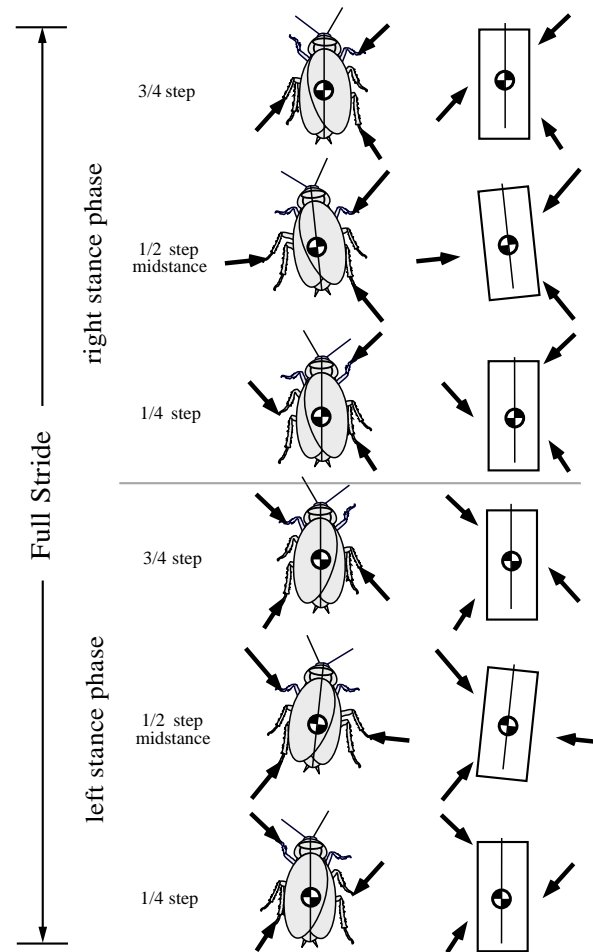 Full Stride
right stance phase
3/4 step
1/2 step
midstance
1/4 step
left stance phase
3/4 step
1/2 step
midstance
1/4 step